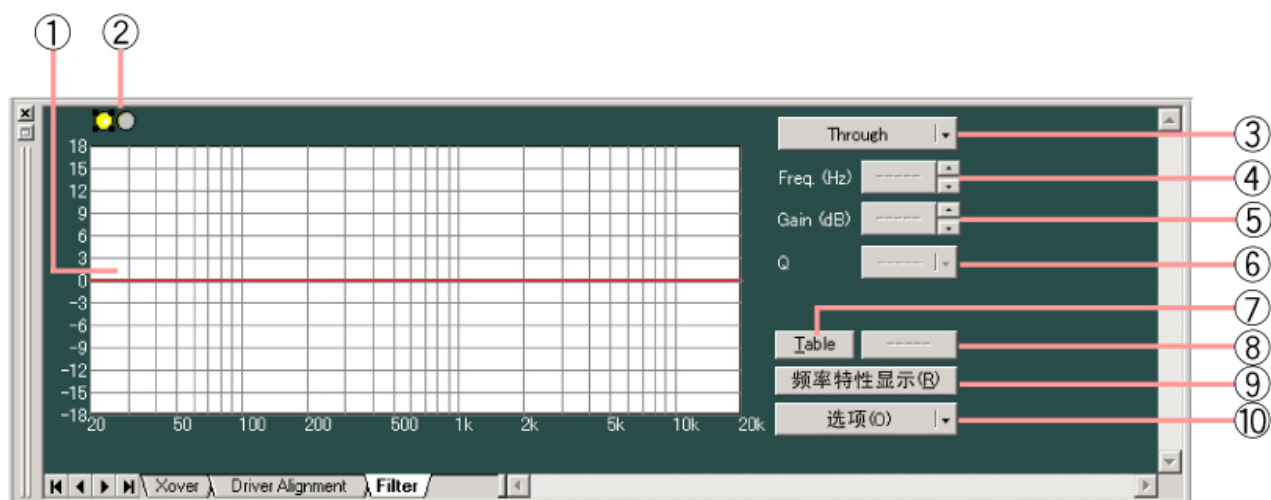 ① ②
Through ③
Freq. (Hz) ----- ④
Gain (dB) ----- ⑤
Q ----- ⑥
⑦
Table ----- ⑧
频率特性显示(R) ⑨
选项(O) ⑩
①
18
15
12
9
6
3
0
-3
-6
-9
-12
-15
-18
20 50 100 200 500 1k 2k 5k 10k 20k
Xover Driver Alignment Filter